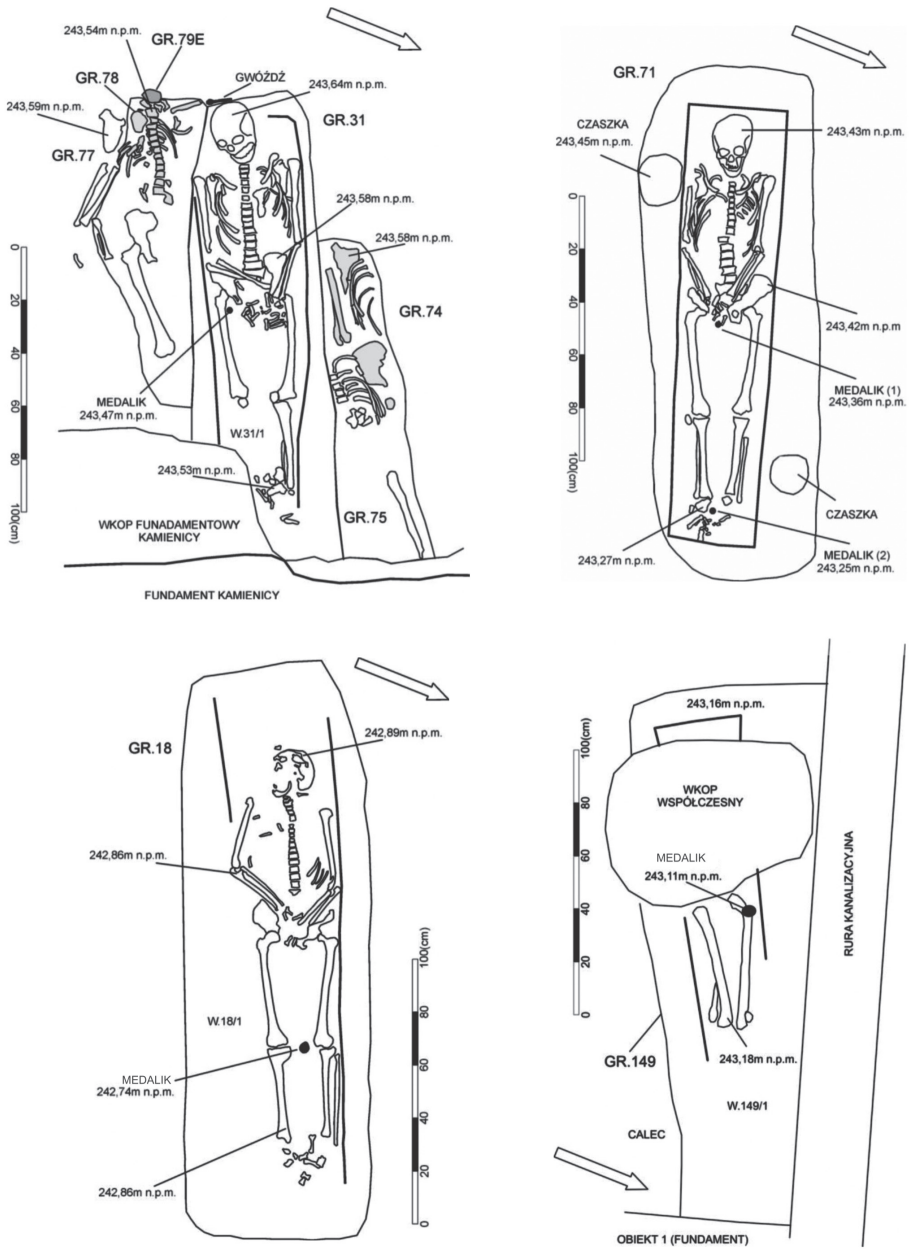 243,54m n.p.m.
GR.79E
GR.78
243,59m n.p.m.
GR.77
GWÓŹDŹ
243,64m n.p.m.
GR.31
243,58m n.p.m.
243,58m n.p.m.
GR.74
0
20
40
60
80
100(cm)
MEDALIK
243,47m n.p.m.
W.31/1
243,53m n.p.m.
GR.75
WKOP FUNADAMENTOWY
KAMIENICY
FUNDAMENT KAMIENICY
GR.71
CZASZKA
243,45m n.p.m.
243,43m n.p.m.
0
20
40
60
80
100(cm)
243,42m n.p.m
MEDALIK (1)
243,36m n.p.m.
CZASZKA
243,27m n.p.m.
MEDALIK (2)
243,25m n.p.m.
GR.18
242,89m n.p.m.
242,86m n.p.m.
W.18/1
MEDALIK
242,74m n.p.m.
242,86m n.p.m.
100(cm)
80
60
40
20
0
243,16m n.p.m.
WKOP
WSPÓŁCZESNY
MEDALIK
243,11m n.p.m.
100(cm)
80
60
40
20
0
RURA KANALIZACYJNA
GR.149
243,18m n.p.m.
W.149/1
CALEC
OBIEKT 1 (FUNDAMENT)